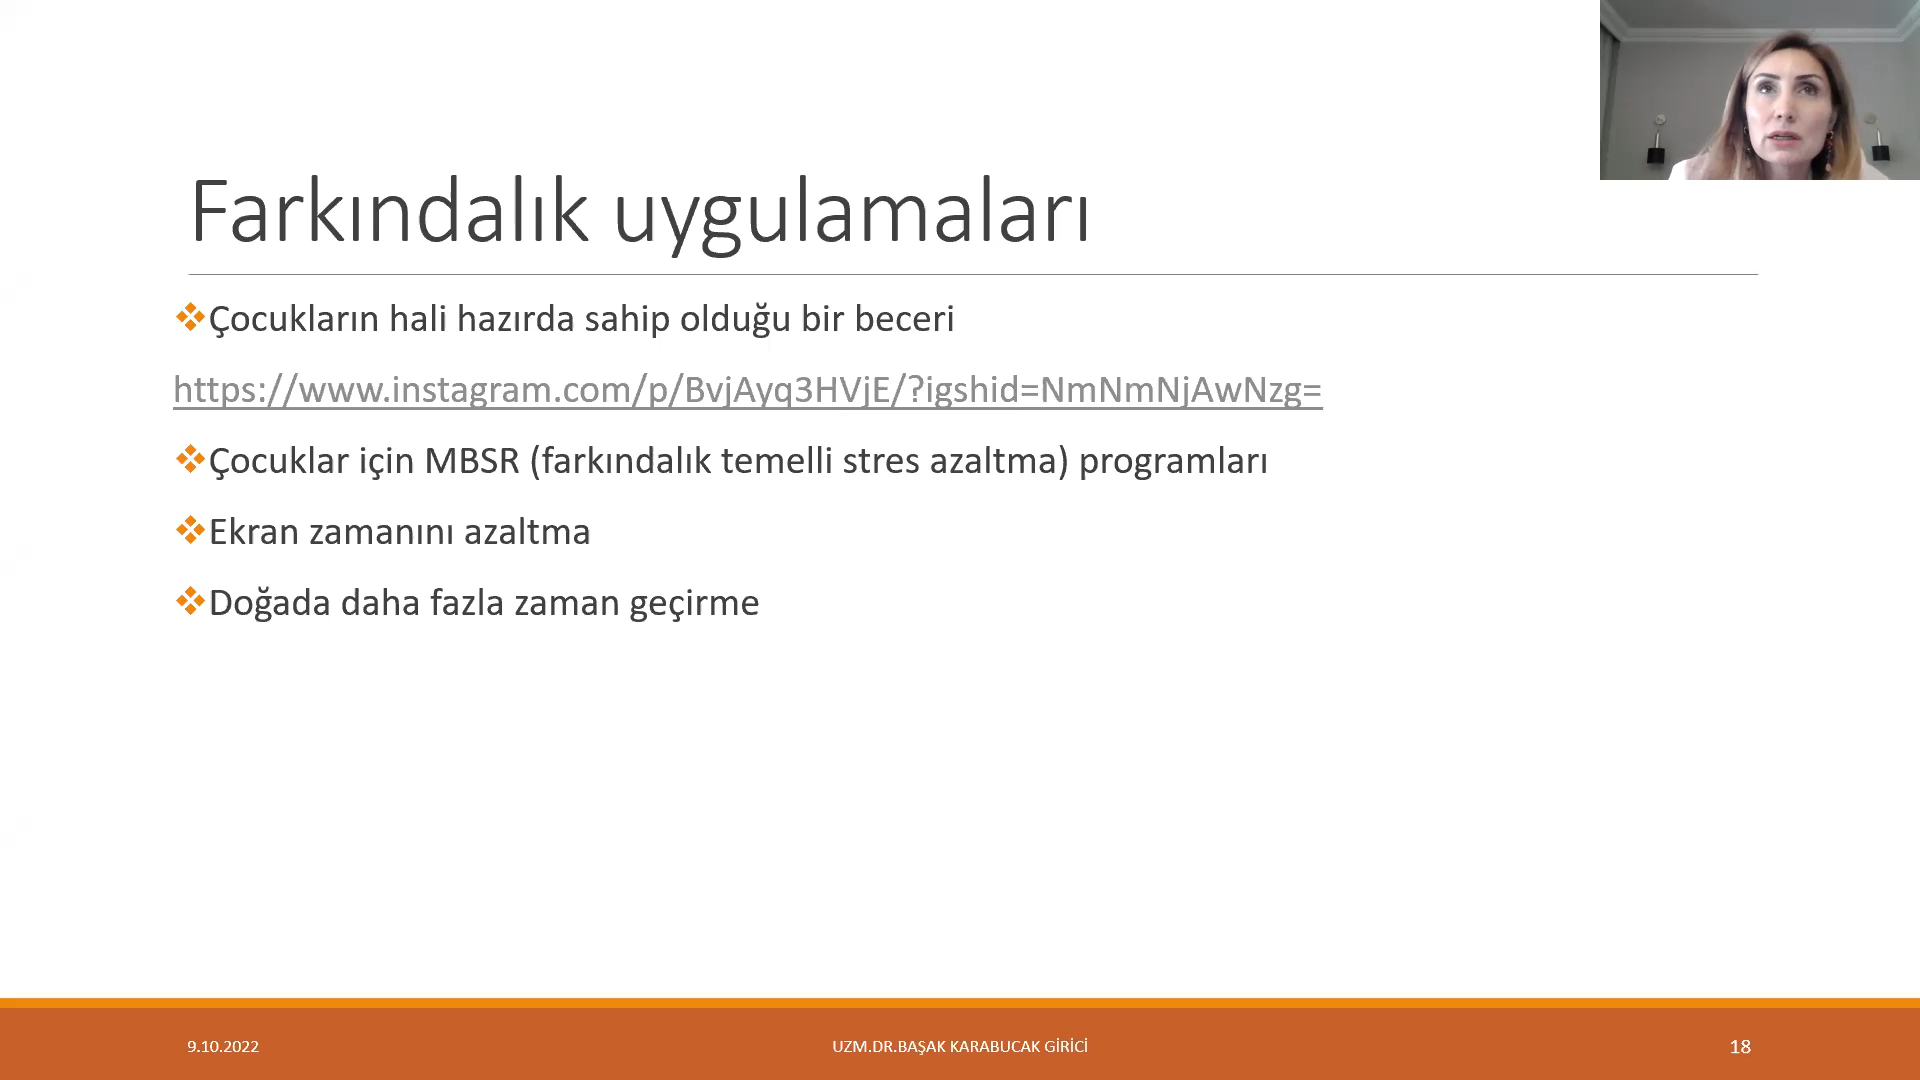 Farkındalık uygulamaları
Çocukların hali hazırda sahip olduğu bir beceri
https://www.instagram.com/p/BvjAyq3HVjE/?igshid=NmNmNjAwNzg=
Çocuklar için MBSR (farkındalık temelli stres azaltma) programları
Ekran zamanını azaltma
Doğada daha fazla zaman geçirme
9.10.2022
UZM.DR.BAŞAK KARABUCAK GİRİCİ
18